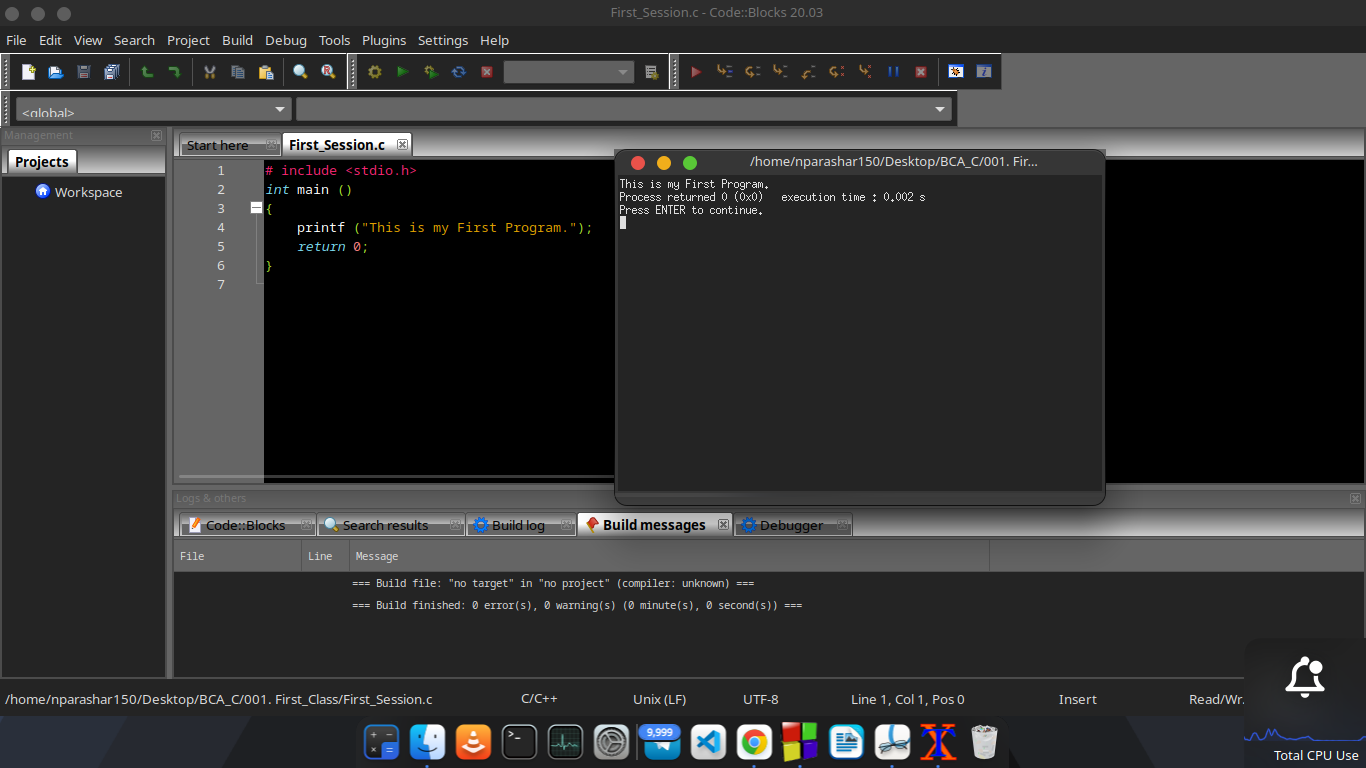 First_Session.c - Code::Blocks 20.03
File Edit View Search Project Build Debug Tools Plugins Settings Help
<global>
Management
Projects
Workspace
Start here
First_Session.c
1 # include <stdio.h>
2 int main ()
3 {
4 printf ("This is my First Program.");
5 return 0;
6 }
7
/home/nparashar150/Desktop/BCA_C/001. Fir...
This is my First Program.
Process returned 0 (0x0) execution time : 0.002 s
Press ENTER to continue.
Logs & others
Code::Blocks Search results Build log Build messages Debugger
File Line Message
=== Build file: "no target" in "no project" (compiler: unknown) ===
=== Build finished: 0 error(s), 0 warning(s) (0 minute(s), 0 second(s)) ===
/home/nparashar150/Desktop/BCA_C/001. First_Class/First_Session.c C/C++ Unix (LF) UTF-8 Line 1, Col 1, Pos 0 Insert Read/Wr...
9,999
Total CPU Use